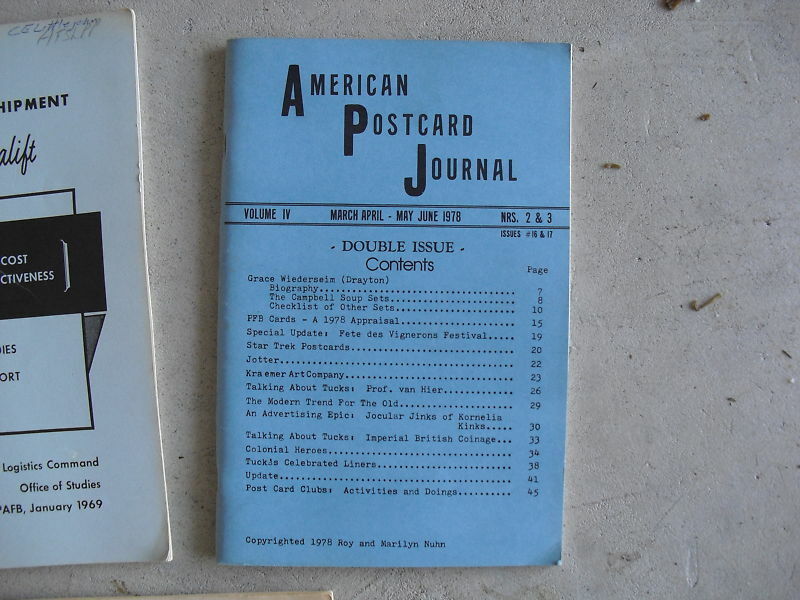 CE Littlejohn
HIPMENT
alift
COST
CTIVENESS
DIES
ORT
Logistics Command
Office of Studies
PAFB, January 1969
AMERICAN
POSTCARD
JOURNAL
VOLUME IV MARCH APRIL - MAY JUNE 1978 NRS. 2 & 3
ISSUES #16 & 17
- DOUBLE ISSUE -
Contents
Page
Grace Wiederseim (Drayton)
Biography.......................... 7
The Campbell Soup Sets............. 8
Checklist of Other Sets............ 10
PFB Cards - A 1978 Appraisal........... 15
Special Update: Fete des Vignerons Festival..... 19
Star Trek Postcards.................... 20
Jotter................................. 22
Kraemer Art Company.................... 23
Talking About Tucks: Prof. van Hier.......... 26
The Modern Trend For The Old........... 29
An Advertising Epic: Jocular Jinks of Kornelia
Kinks..... 30
Talking About Tucks: Imperial British Coinage... 33
Colonial Heroes........................ 34
Tuck's Celebrated Liners............... 38
Update................................. 41
Post Card Clubs: Activities and Doings.......... 45
Copyrighted 1978 Roy and Marilyn Nuhn